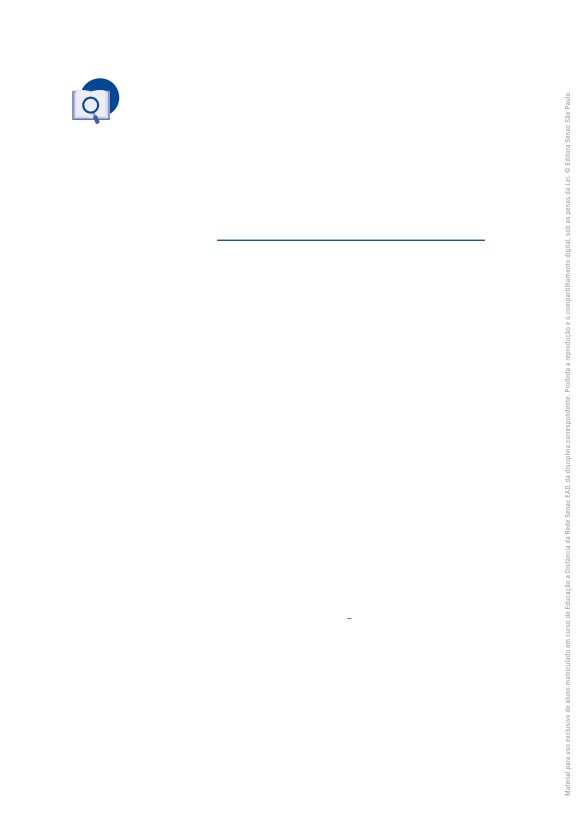 Material para uso exclusivo de aluno matriculado em curso de Educação a Distância da Rede Senac EAD, da disciplina correspondente. Proibida a reprodução e o compartilhamento digital, sob as penas da Lei. © Editora Senac São Paulo.
–